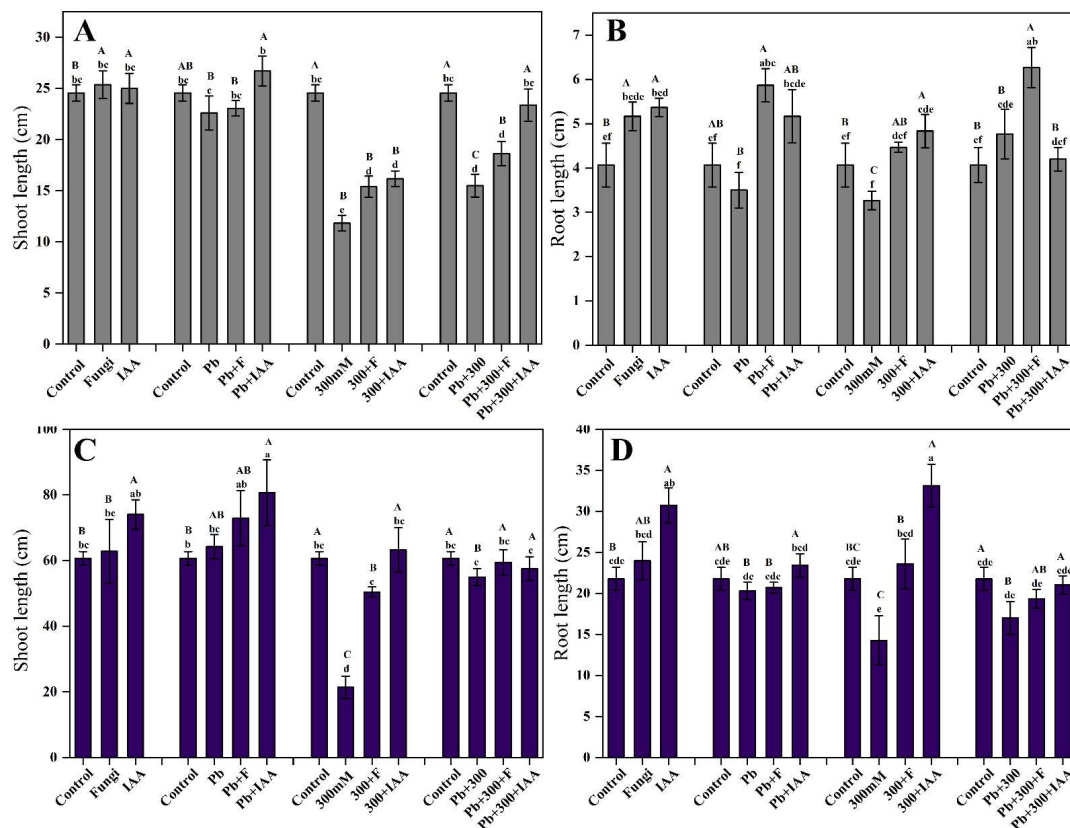 A
Shoot length (cm)
30
25
20
15
10
5
0
B bc
A bc
A bc
AB bc
B c
B bc
A b
A bc
B e
B d
B d
A bc
C d
B d
A bc
Control
Fungi
IAA
Control
Pb
Pb+F
Pb+IAA
Control
300mM
300+F
300+IAA
Control
Pb+300
Pb+300+F
Pb+300+IAA
B
Root length (cm)
7
6
5
4
3
2
1
0
B ef
A bcde
A bcd
AB ef
B f
A abc
AB bcde
B ef
C f
AB def
A cde
B ef
B cde
A ab
B def
Control
Fungi
IAA
Control
Pb
Pb+F
Pb+IAA
Control
300mM
300+F
300+IAA
Control
Pb+300
Pb+300+F
Pb+300+IAA
C
Shoot length (cm)
100
80
60
40
20
0
B bc
B bc
A ab
B b
AB bc
AB ab
A a
A bc
C d
B c
A bc
A bc
B c
A bc
A c
Control
Fungi
IAA
Control
Pb
Pb+F
Pb+IAA
Control
300mM
300+F
300+IAA
Control
Pb+300
Pb+300+F
Pb+300+IAA
D
Root length (cm)
40
35
30
25
20
15
10
5
0
B cde
AB bcd
A ab
AB cde
B de
B cde
A bcd
BC cde
C e
B bcd
A a
A cde
B de
AB de
A cde
Control
Fungi
IAA
Control
Pb
Pb+F
Pb+IAA
Control
300mM
300+F
300+IAA
Control
Pb+300
Pb+300+F
Pb+300+IAA